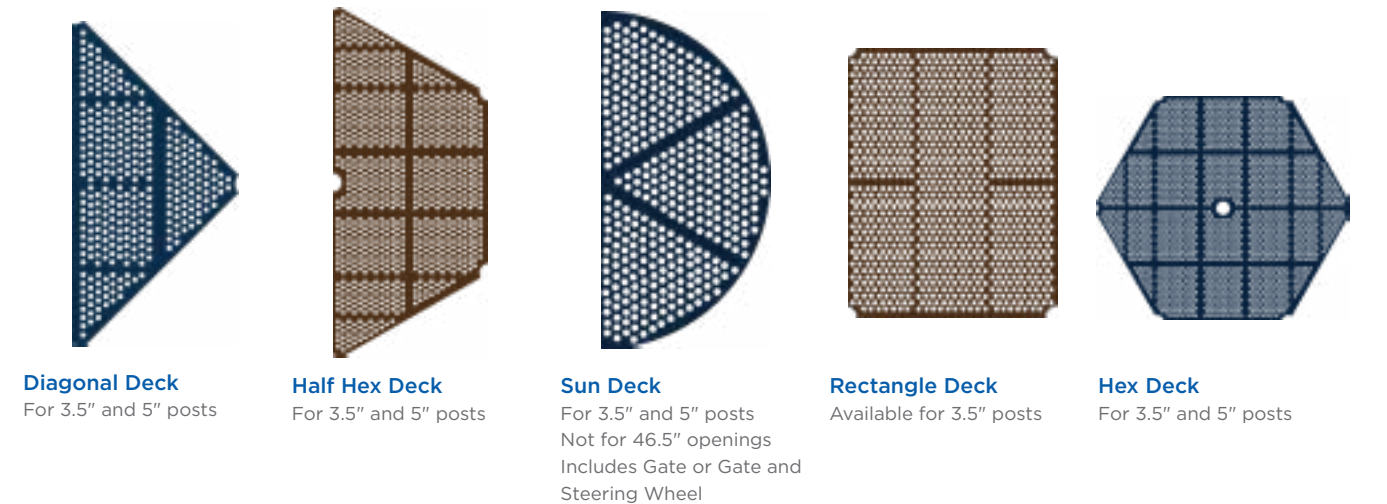 Diagonal Deck
For 3.5" and 5" posts
Half Hex Deck
For 3.5" and 5" posts
Sun Deck
For 3.5" and 5" posts
Not for 46.5" openings
Includes Gate or Gate and
Steering Wheel
Rectangle Deck
Available for 3.5" posts
Hex Deck
For 3.5" and 5" posts